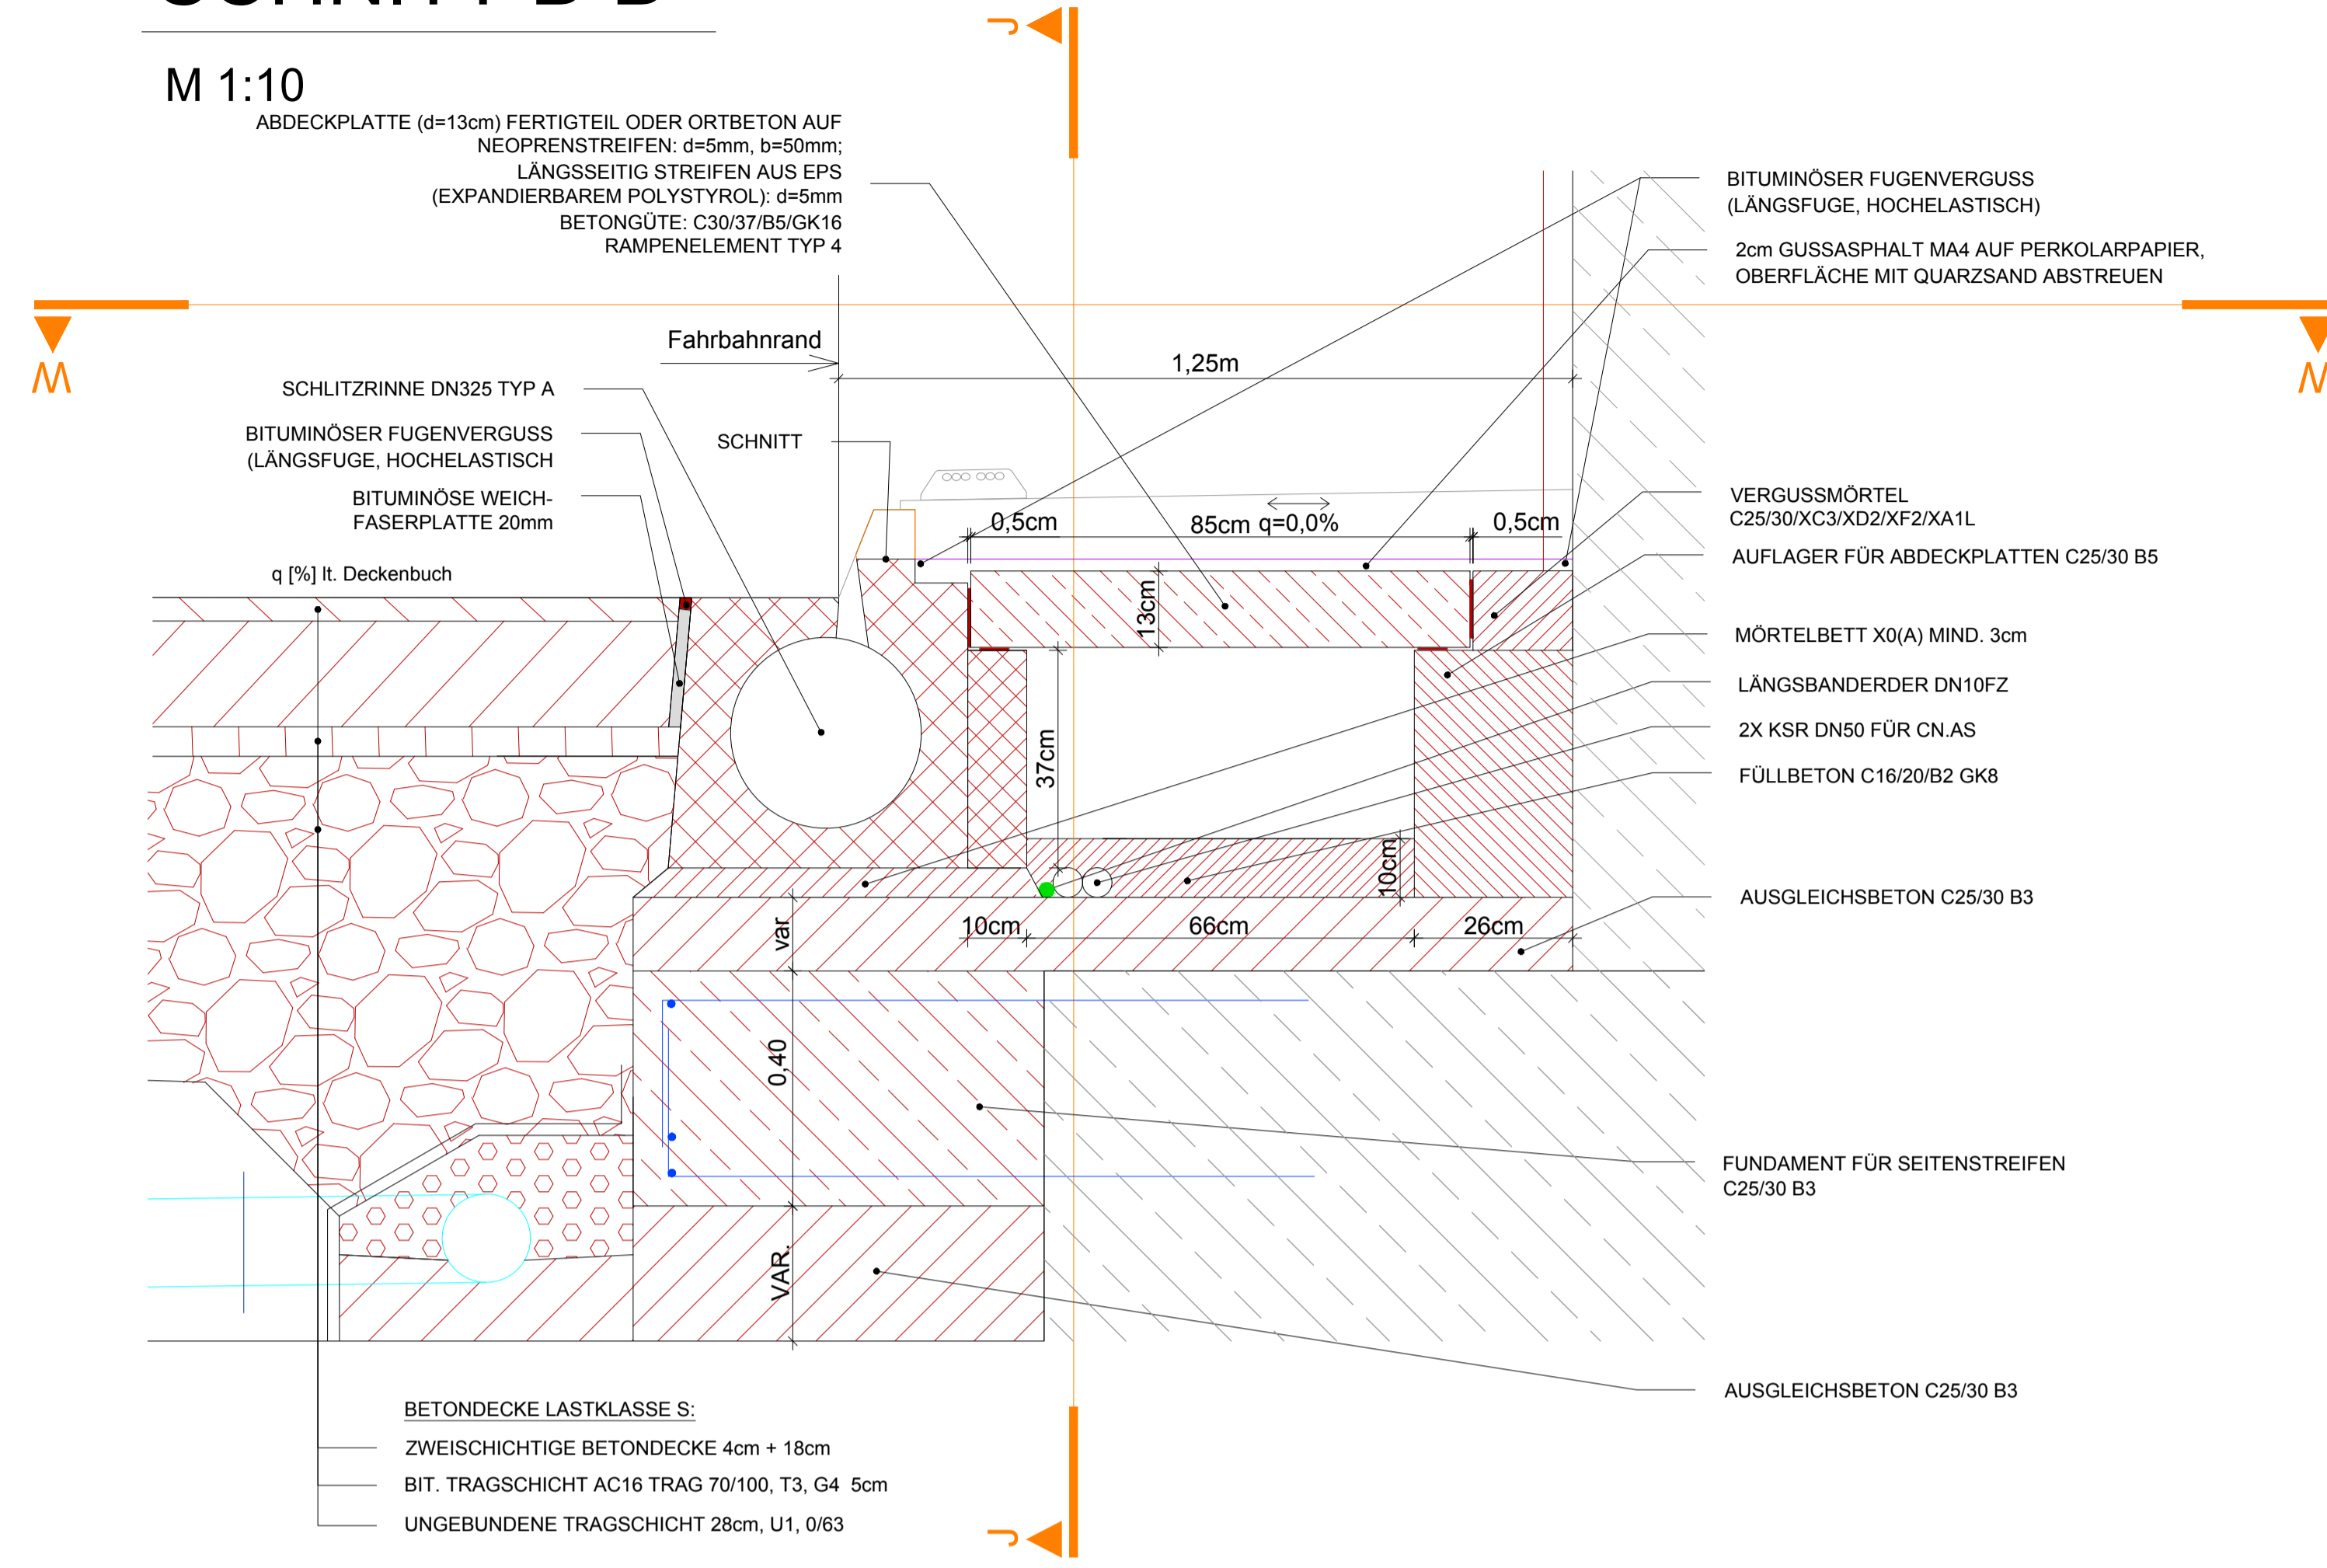 M 1:10
ABDECKPLATTE (d=13cm) FERTIGTEIL ODER ORTBETON AUF
NEOPRENSTREIFEN: d=5mm, b=50mm;
LÄNGSSEITIG STREIFEN AUS EPS
(EXPANDIERBAREM POLYSTYROL): d=5mm
BETONGÜTE: C30/37/B5/GK16
RAMPENELEMENT TYP 4
J
BITUMINÖSER FUGENVERGUSS
(LÄNGSFUGE, HOCHELASTISCH)
2cm GUSSASPHALT MA4 AUF PERKOLARPAPIER,
OBERFLÄCHE MIT QUARZSAND ABSTREUEN
Fahrbahnrand
1,25m
W
SCHLITZRINNE DN325 TYP A
BITUMINÖSER FUGENVERGUSS
(LÄNGSFUGE, HOCHELASTISCH
SCHNITT
BITUMINÖSE WEICH-
FASERPLATTE 20mm
0,5cm
85cm q=0,0%
0,5cm
VERGUSSMÖRTEL
C25/30/XC3/XD2/XF2/XA1L
AUFLAGER FÜR ABDECKPLATTEN C25/30 B5
q [%] lt. Deckenbuch
13cm
MÖRTELBETT X0(A) MIND. 3cm
LÄNGSBANDERDER DN10FZ
2X KSR DN50 FÜR CN.AS
37cm
FÜLLBETON C16/20/B2 GK8
10cm
AUSGLEICHSBETON C25/30 B3
var
10cm
66cm
26cm
0,40
FUNDAMENT FÜR SEITENSTREIFEN
C25/30 B3
VAR.
AUSGLEICHSBETON C25/30 B3
BETONDECKE LASTKLASSE S:
ZWEISCHICHTIGE BETONDECKE 4cm + 18cm
BIT. TRAGSCHICHT AC16 TRAG 70/100, T3, G4 5cm
UNGEBUNDENE TRAGSCHICHT 28cm, U1, 0/63
J